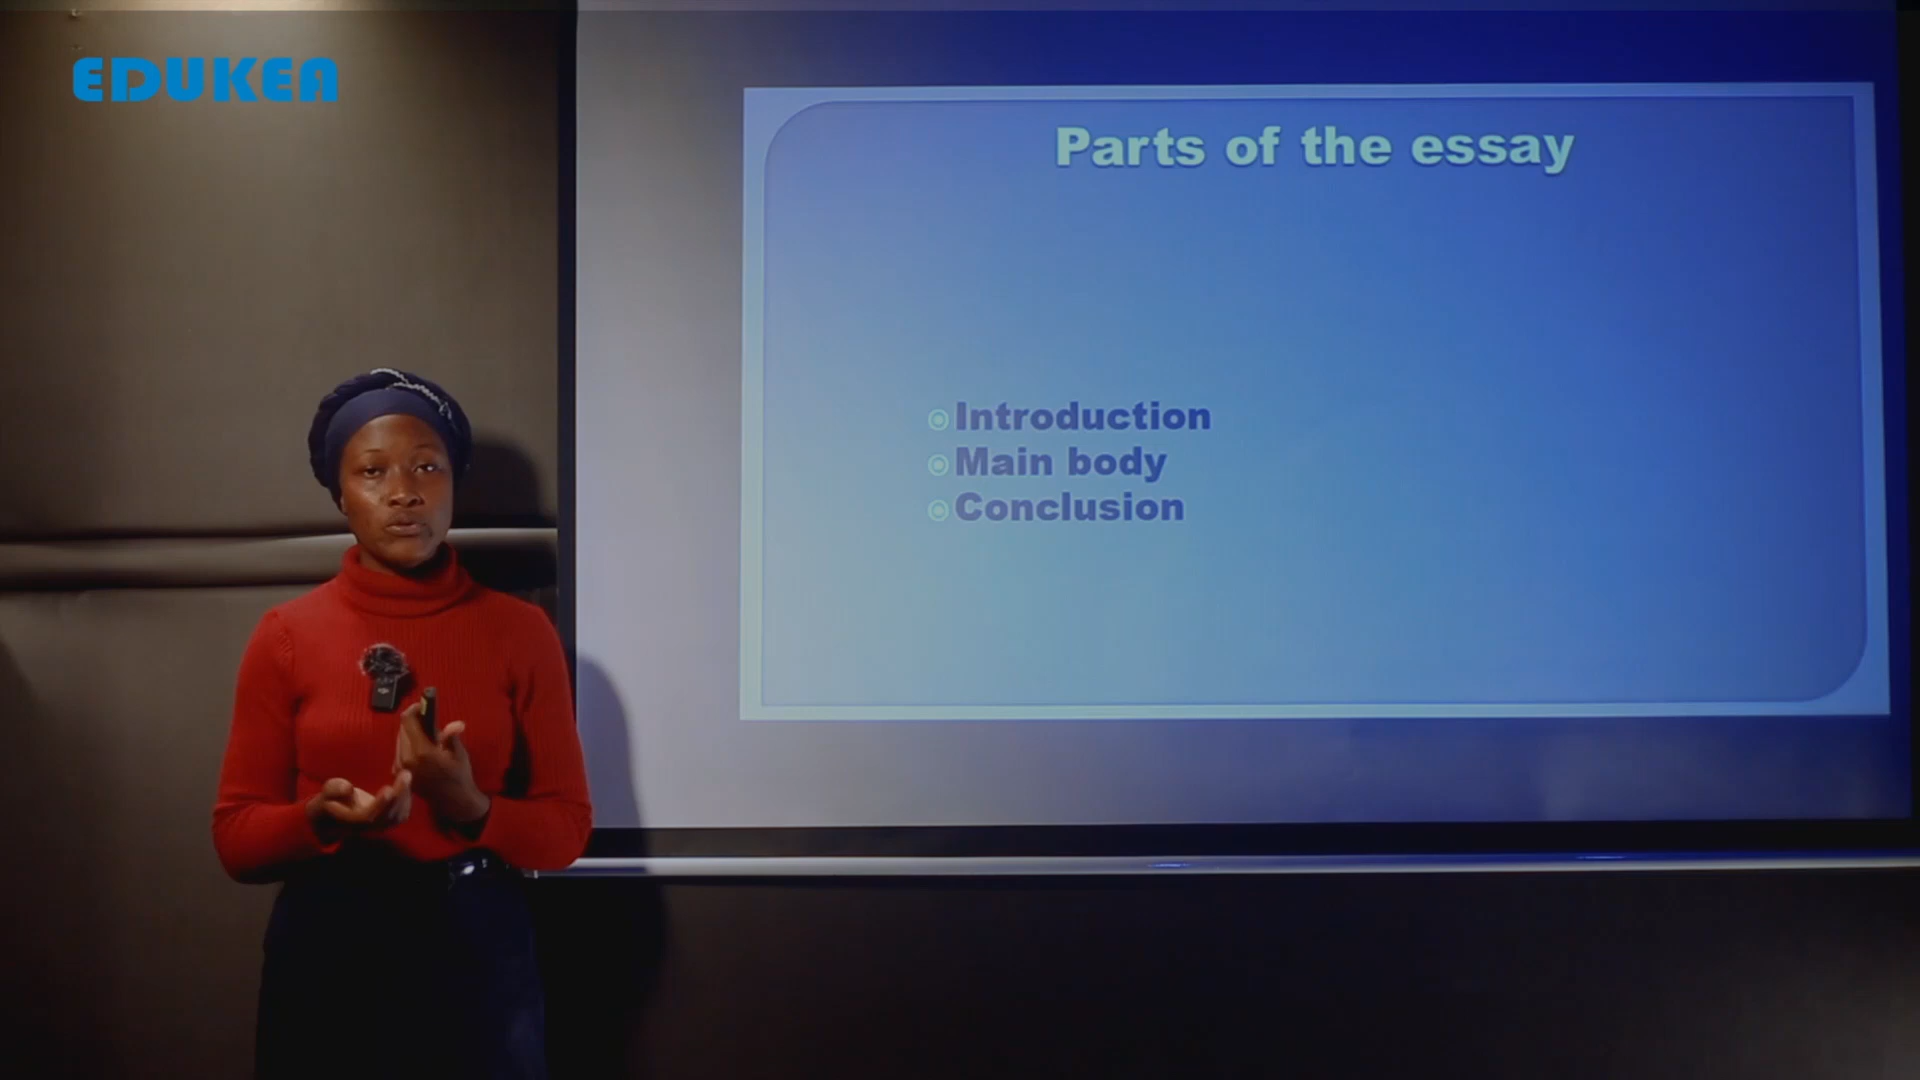 EDUKEA
Parts of the essay
Introduction
Main body
Conclusion